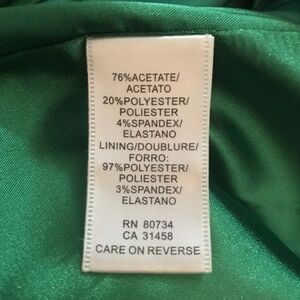 76%ACETATE/
ACETATO
20%POLYESTER/
POLIESTER
4%SPANDEX/
ELASTANO
LINING/DOUBLURE/
FORRO:
97%POLYESTER/
POLIESTER
3%SPANDEX/
ELASTANO
RN 80734
CA 31458
CARE ON REVERSE